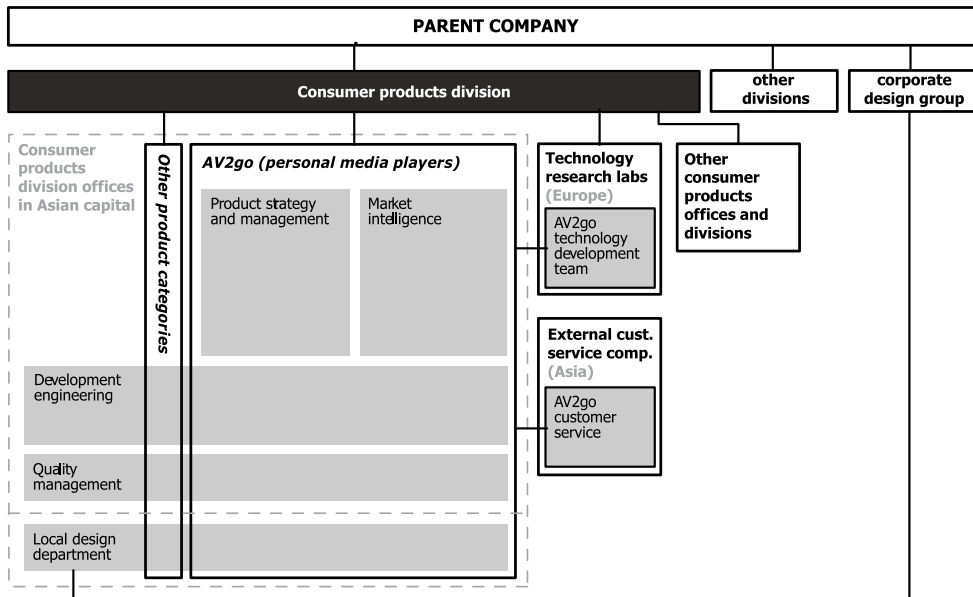 PARENT COMPANY
Consumer products division
other
divisions
corporate
design group
Consumer
products
division offices
in Asian capital
Other product categories
AV2go (personal media players)
Product strategy
and management
Market
intelligence
Technology
research labs
(Europe)
AV2go
technology
development
team
Other
consumer
products
offices and
divisions
External cust.
service comp.
(Asia)
AV2go
customer
service
Development
engineering
Quality
management
Local design
department